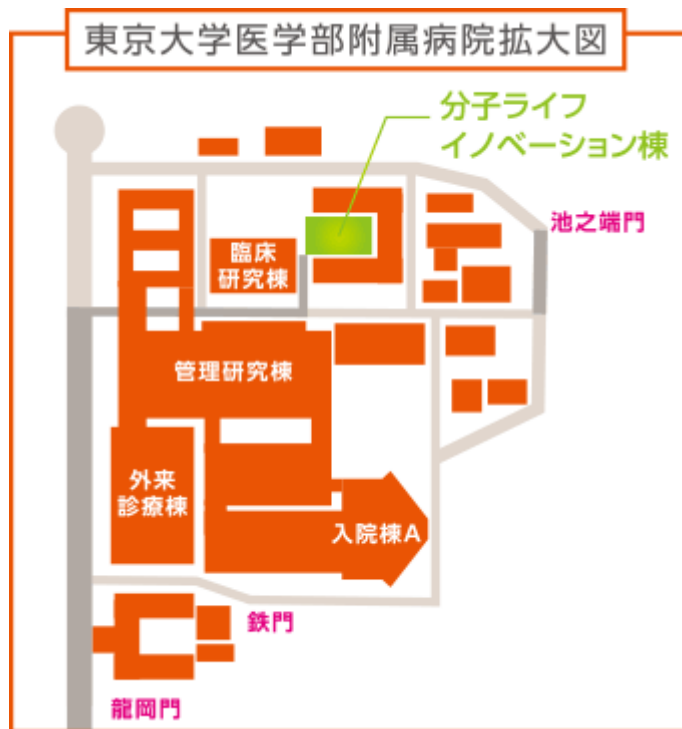 東京大学医学部附属病院拡大図
分子ライフ
イノベーション棟
池之端門
臨床
研究棟
管理研究棟
外来
診療棟
入院棟A
鉄門
龍岡門